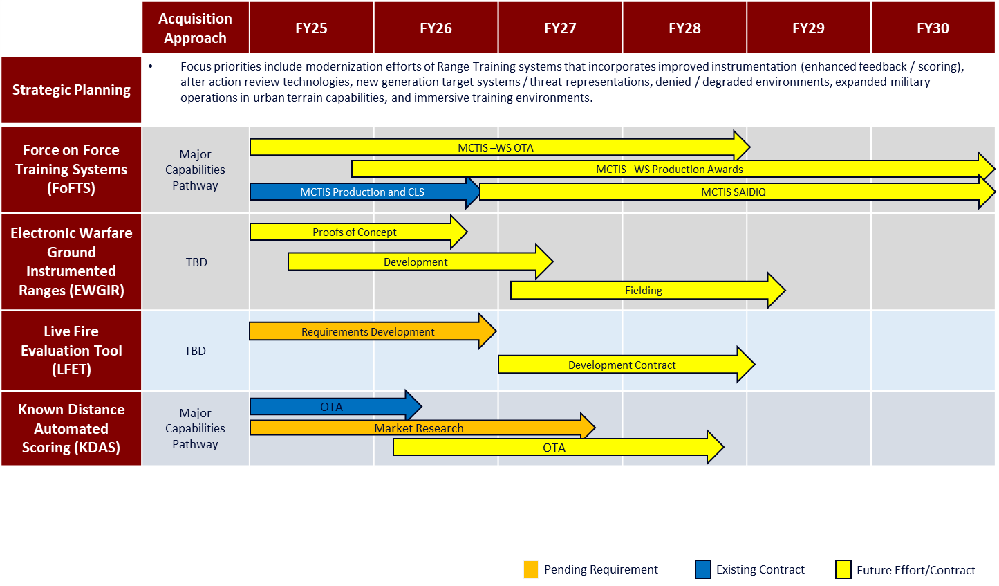 Acquisition
Approach
FY25
FY26
FY27
FY28
FY29
FY30
Strategic Planning
• Focus priorities include modernization efforts of Range Training systems that incorporates improved instrumentation (enhanced feedback / scoring),
after action review technologies, new generation target systems / threat representations, denied / degraded environments, expanded military
operations in urban terrain capabilities, and immersive training environments.
Force on Force
Training Systems
(FoFTS)
Major
Capabilities
Pathway
MCTIS –WS OTA
MCTIS –WS Production Awards
MCTIS Production and CLS
MCTIS SAIDIQ
Electronic Warfare
Ground
Instrumented
Ranges (EWGIR)
TBD
Proofs of Concept
Development
Fielding
Live Fire
Evaluation Tool
(LFET)
TBD
Requirements Development
Development Contract
Known Distance
Automated
Scoring (KDAS)
Major
Capabilities
Pathway
OTA
Market Research
OTA
Pending Requirement
Existing Contract
Future Effort/Contract